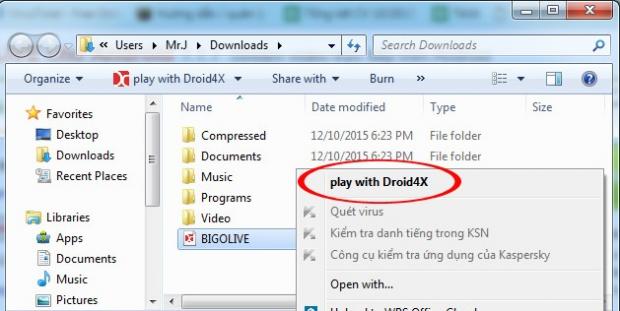 « Users ▸ MrJ ▸ Downloads ▸
Search Downloads
Organize ▾ play with Droid4X ▾ Share with ▾ Burn »
Favorites
Desktop
Downloads
Recent Places
Libraries
Apps
Documents
Music
Pictures
Name Date modified Type Size
Compressed 12/10/2015 6:23 PM File folder
Documents 12/10/2015 6:23 PM File folder
Music
Programs
Video
BIGOLIVE
play with Droid4X
Quét virus
Kiểm tra danh tiếng trong KSN
Công cụ kiểm tra ứng dụng của Kaspersky
Open with...